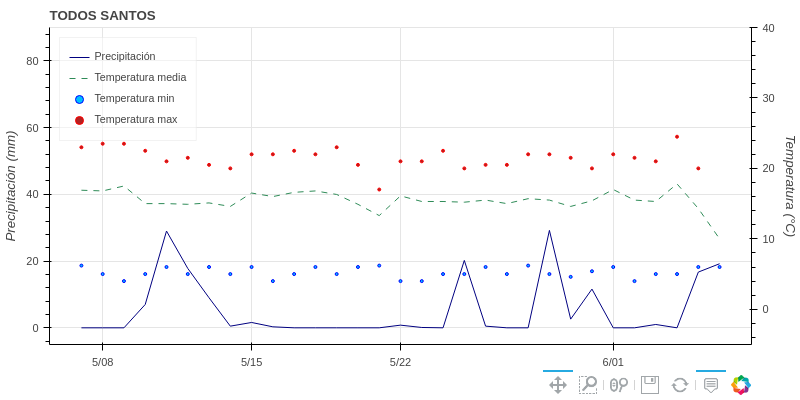 TODOS SANTOS
Precipitación
Temperatura media
Temperatura min
Temperatura max
Precipitación (mm)
80
60
40
20
0
40
30
20
10
0
Temperatura (°C)
5/08
5/15
5/22
6/01